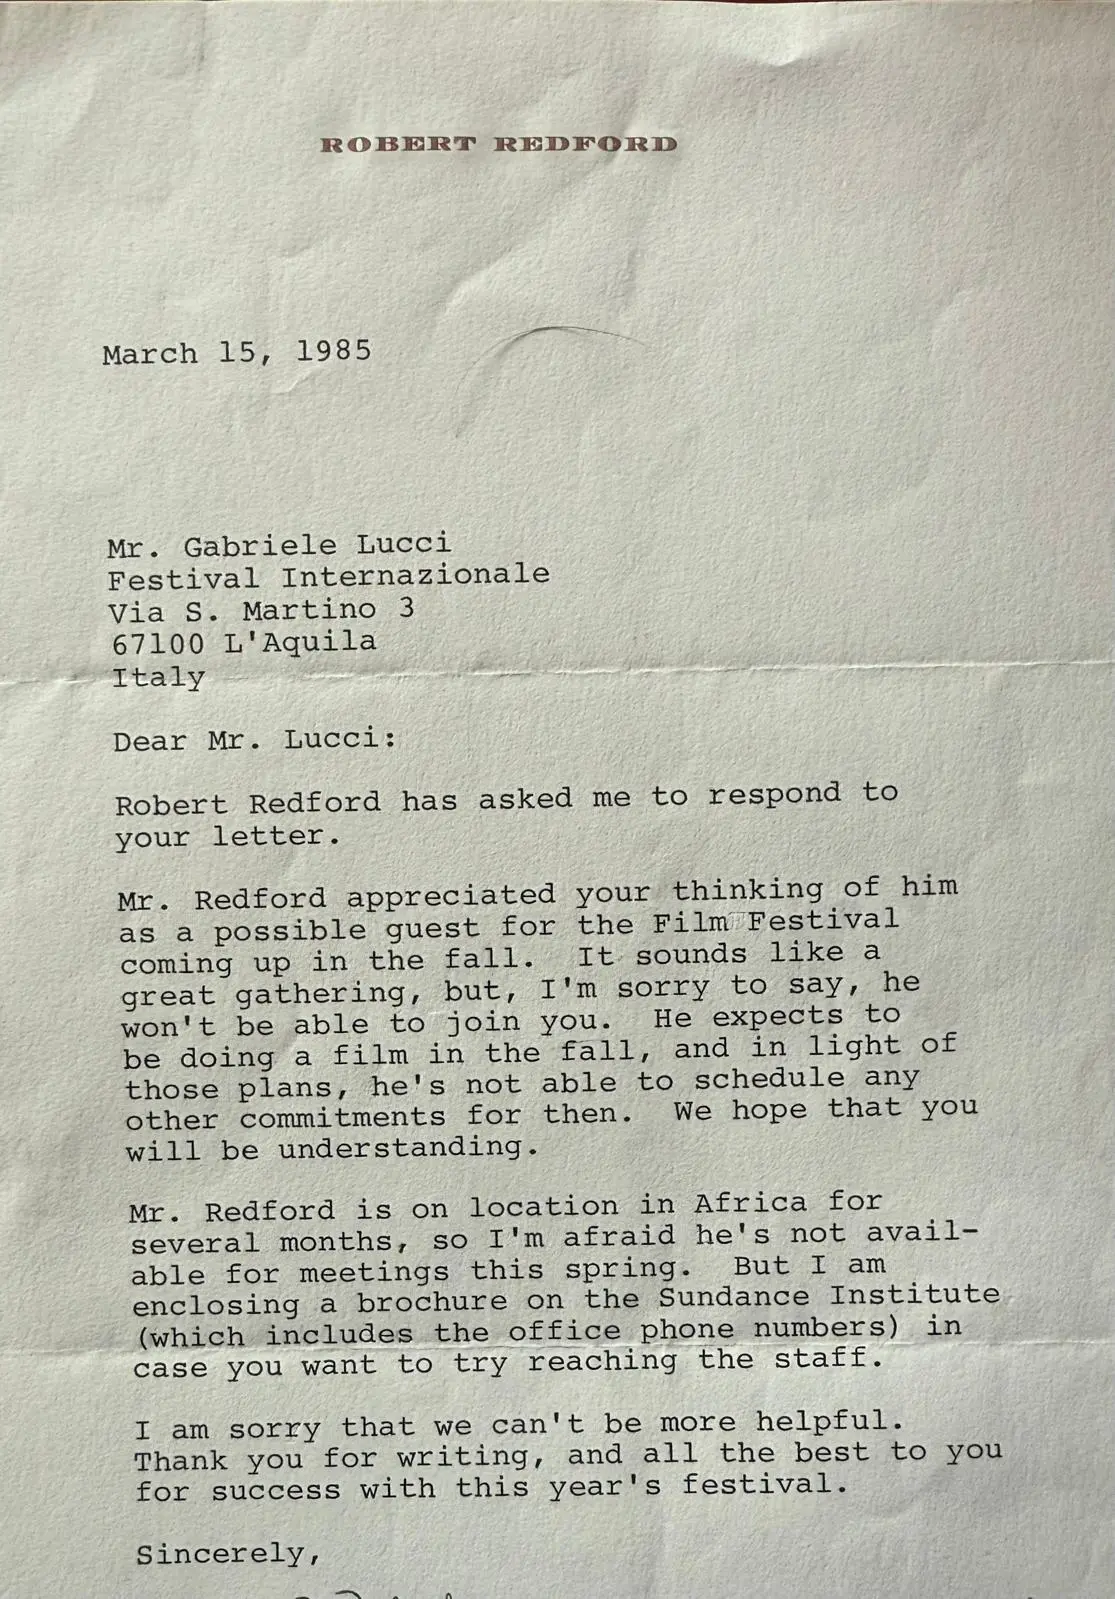 ROBERT REDFORD
March 15, 1985
Mr. Gabriele Lucci
Festival Internazionale
Via S. Martino 3
67100 L'Aquila
Italy
Dear Mr. Lucci:
Robert Redford has asked me to respond to
your letter.
Mr. Redford appreciated your thinking of him
as a possible guest for the Film Festival
coming up in the fall.  It sounds like a
great gathering, but, I'm sorry to say, he
won't be able to join you.  He expects to
be doing a film in the fall, and in light of
those plans, he's not able to schedule any
other commitments for then.  We hope that you
will be understanding.
Mr. Redford is on location in Africa for
several months, so I'm afraid he's not avail-
able for meetings this spring.  But I am
enclosing a brochure on the Sundance Institute
(which includes the office phone numbers) in
case you want to try reaching the staff.
I am sorry that we can't be more helpful.
Thank you for writing, and all the best to you
for success with this year's festival.
Sincerely,